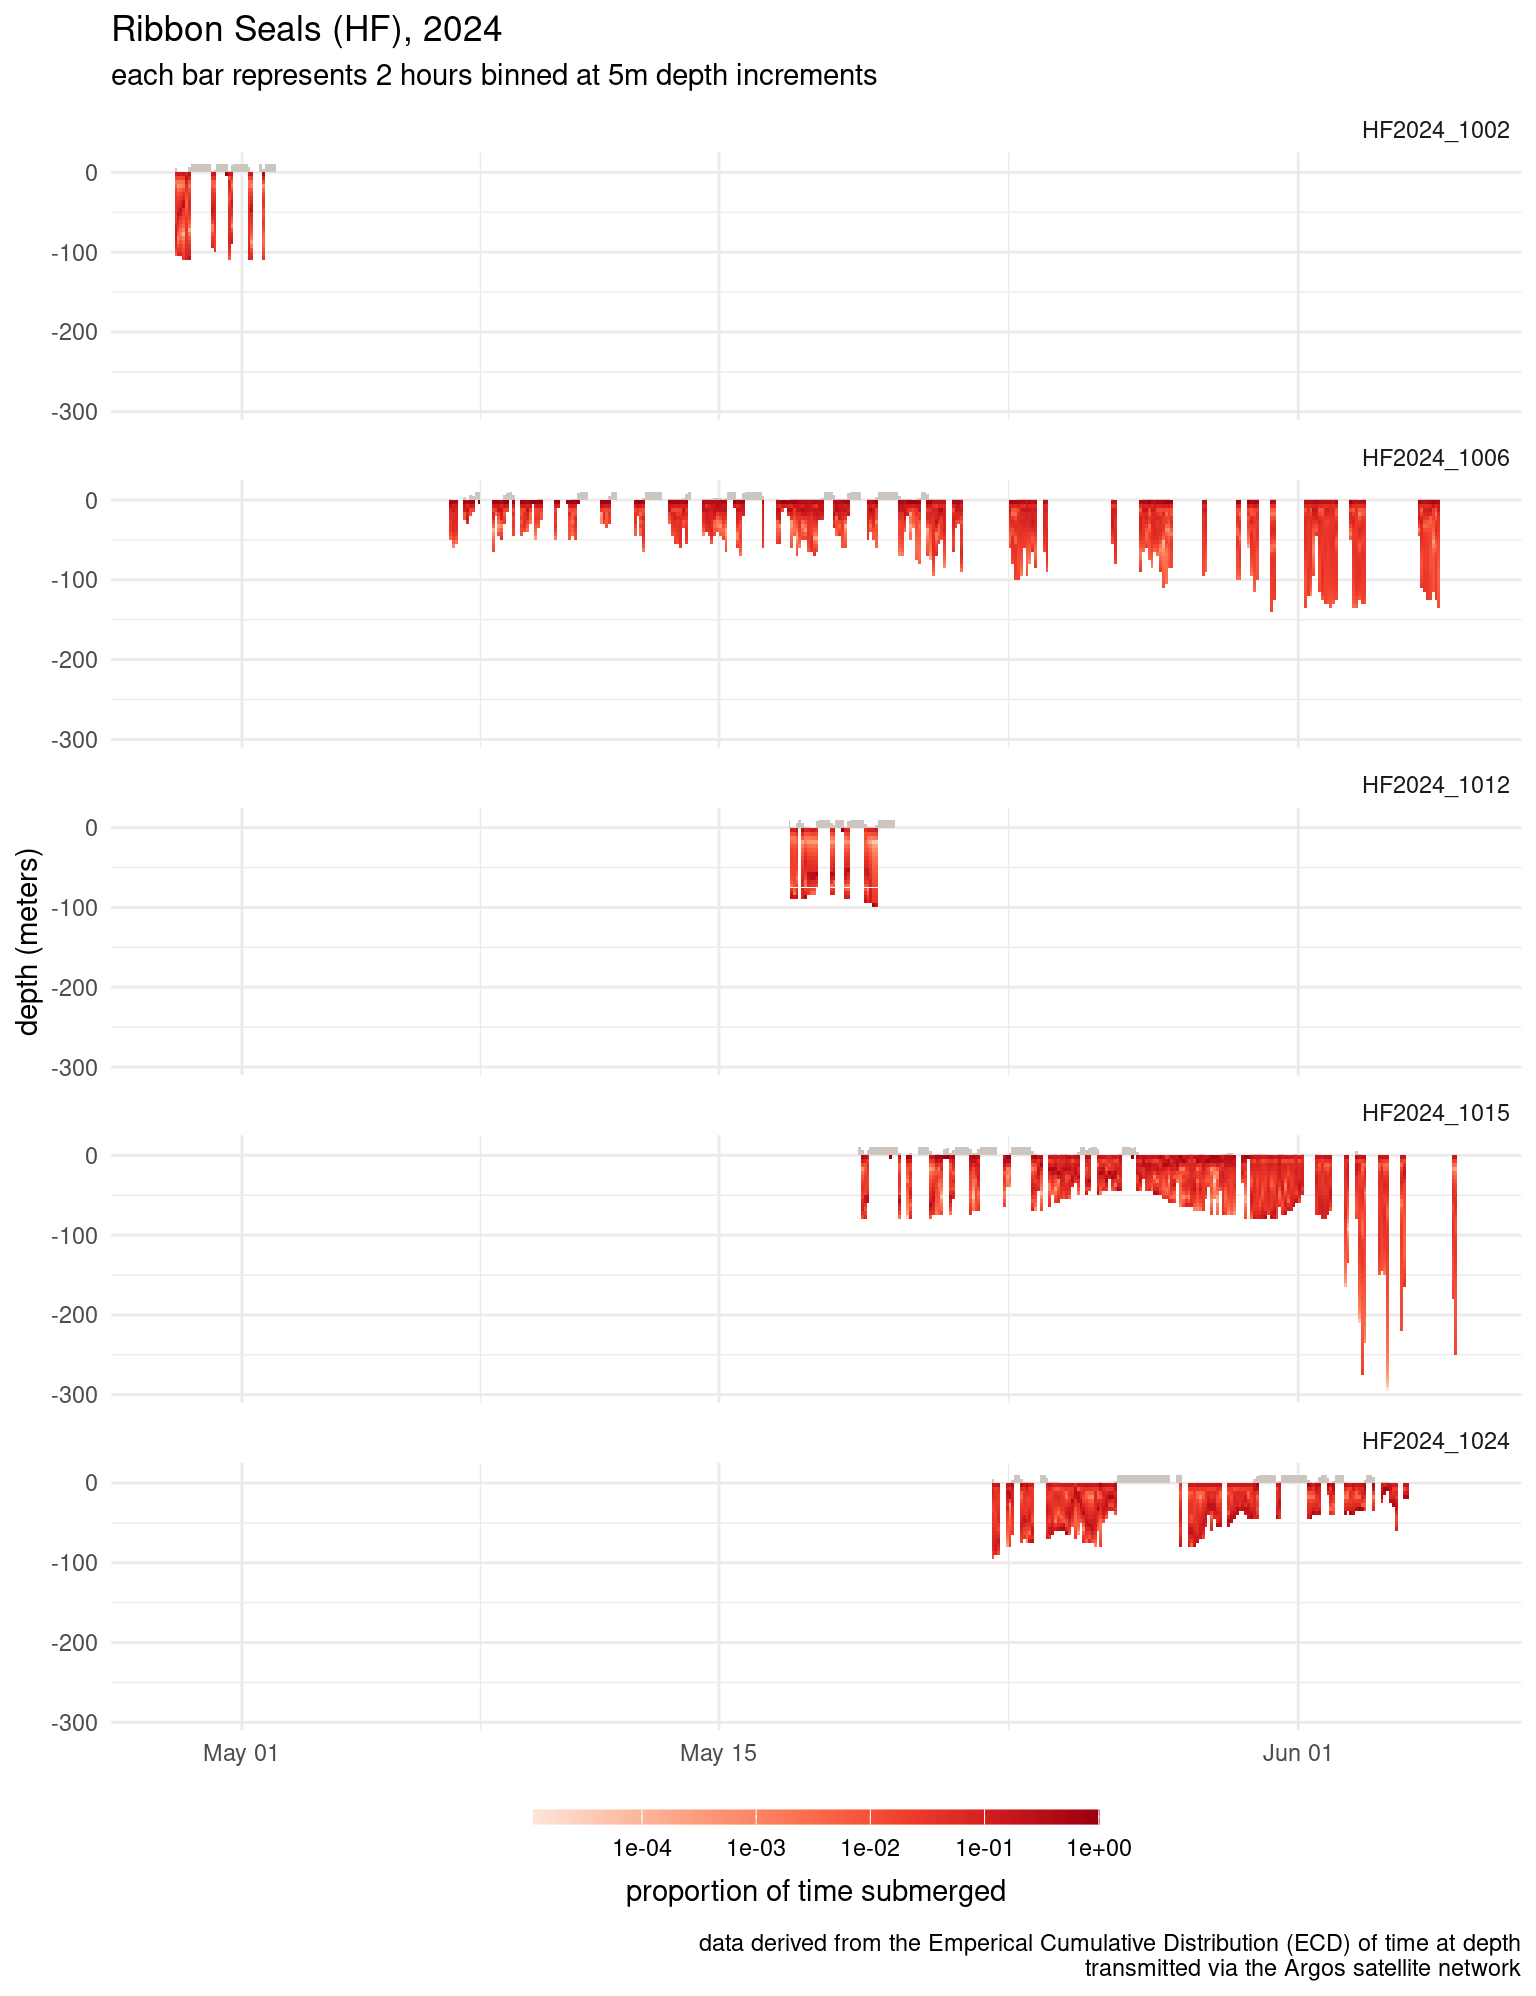 Ribbon Seals (HF), 2024
each bar represents 2 hours binned at 5m depth increments
HF2024_1002
0
-100
-200
-300
HF2024_1006
0
-100
-200
-300
HF2024_1012
0
-100
-200
-300
depth (meters)
HF2024_1015
0
-100
-200
-300
HF2024_1024
0
-100
-200
-300
May 01 May 15 Jun 01
1e-04 1e-03 1e-02 1e-01 1e+00
proportion of time submerged
data derived from the Emperical Cumulative Distribution (ECD) of time at depth
transmitted via the Argos satellite network